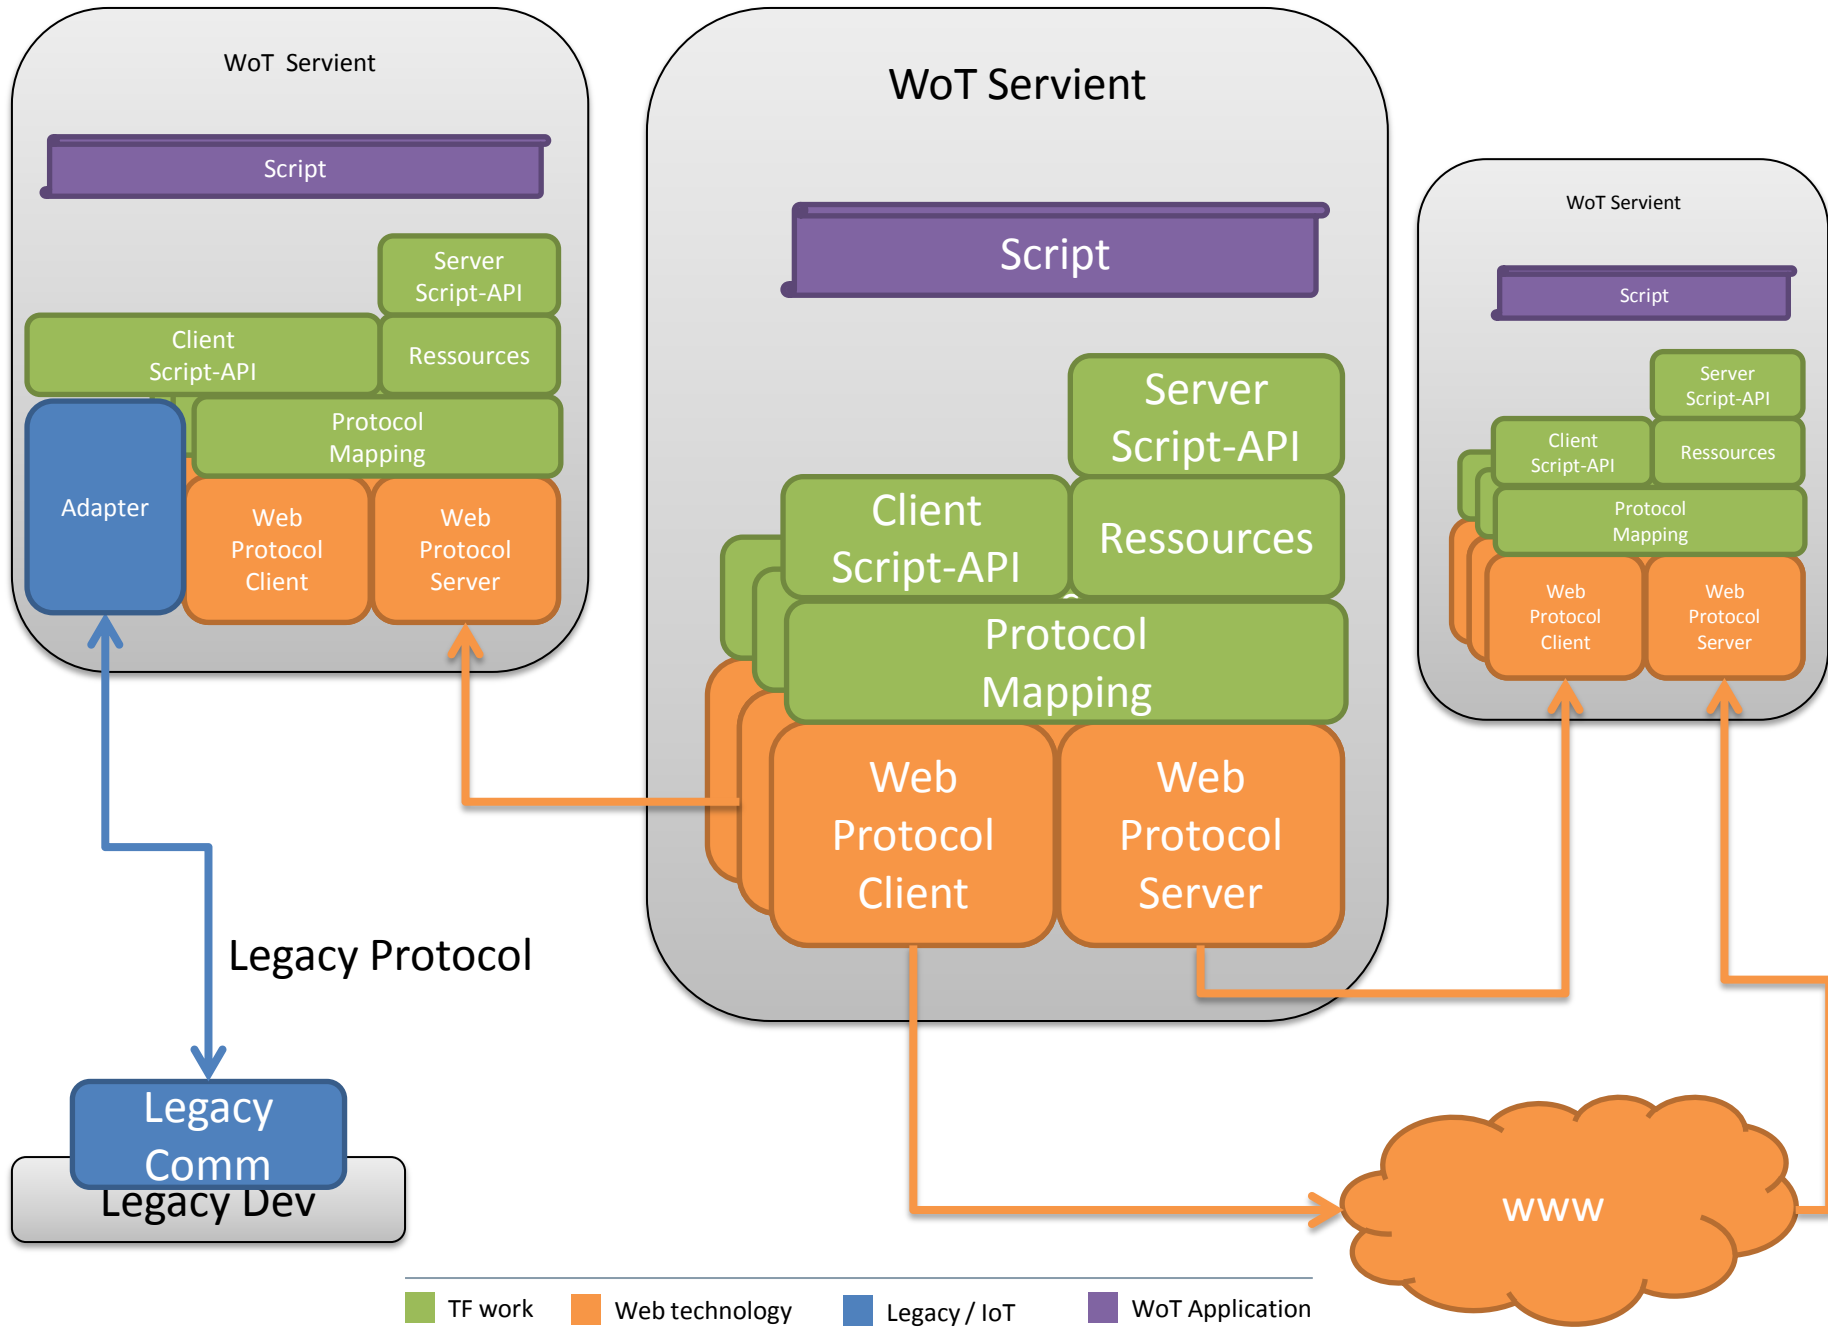 WoT Servient
Script
Server
Script-API
Client
Script-API
Ressources
Protocol
Mapping
Adapter
Web
Protocol
Client
Web
Protocol
Server
Legacy Protocol
Legacy
Comm
Legacy Dev
WoT Servient
Script
Server
Script-API
Client
Script-API
Ressources
Protocol
Mapping
Web
Protocol
Client
Web
Protocol
Server
WoT Servient
Script
Server
Script-API
Client
Script-API
Ressources
Protocol
Mapping
Web
Protocol
Client
Web
Protocol
Server
www
TF work
Web technology
Legacy / IoT
WoT Application